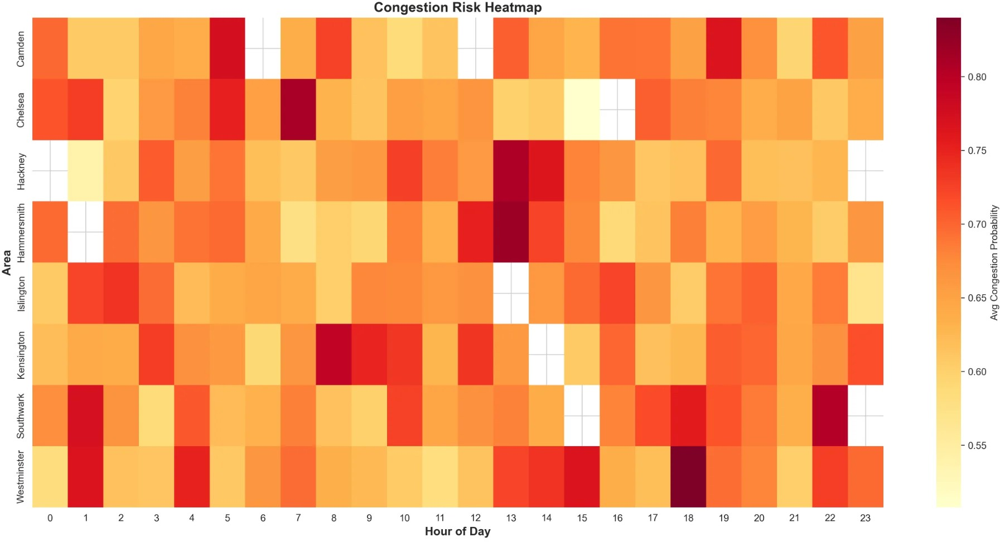 Congestion Risk Heatmap
Area
Camden
Chelsea
Hackney
Hammersmith
Islington
Kensington
Southwark
Westminster
0 1 2 3 4 5 6 7 8 9 10 11 12 13 14 15 16 17 18 19 20 21 22 23
Hour of Day
0.80
0.75
0.70
0.65
0.60
0.55
Avg Congestion Probability